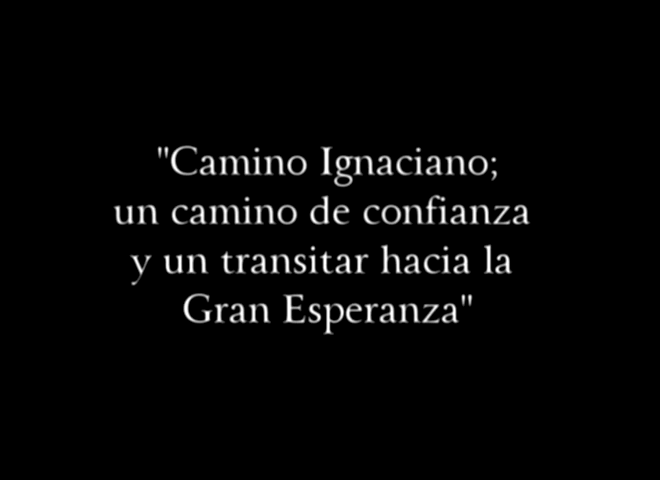 "Camino Ignaciano;
un camino de confianza
y un transitar hacia la
Gran Esperanza"